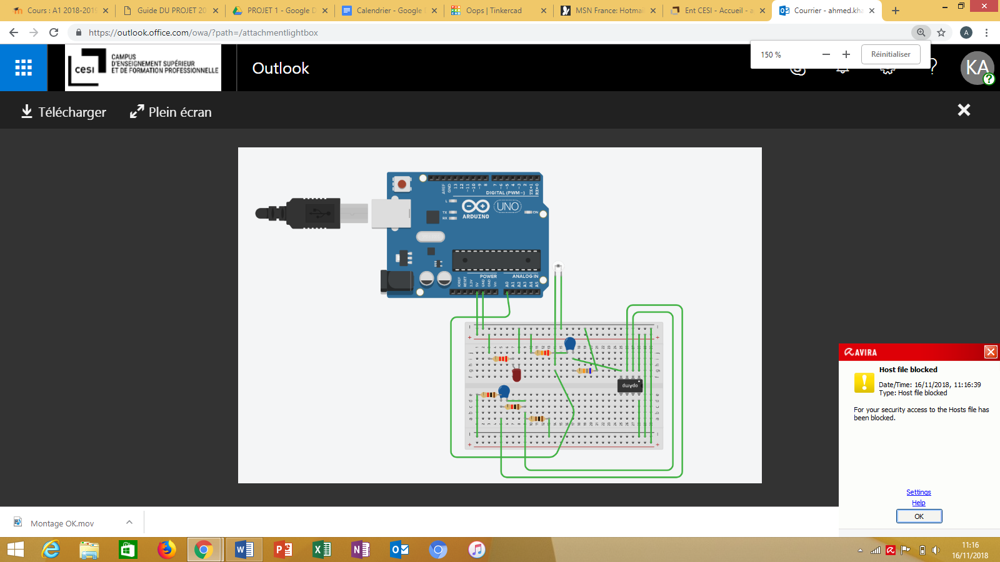 Cours : A1 2018-2019
Guide DU PROJET 20
PROJET 1 - Google D
Calendrier - Google
Oops | Tinkercad
MSN France: Hotmai
Ent CESI - Accueil - a
Courrier - ahmed.kha
https://outlook.office.com/owa/?path=/attachmentlightbox
A
150 %
Réinitialiser
cesi
CAMPUS
D'ENSEIGNEMENT SUPÉRIEUR
ET DE FORMATION PROFESSIONNELLE
Outlook
?
KA
?
Télécharger
Plein écran
AREF
GND
13
12
~11
~10
~9
8
7
~6
~5
4
~3
2
TX→1
RX←0
DIGITAL (PWM~)
L
TX
RX
ARDUINO
UNO
ON
POWER
ANALOG IN
IOREF
RESET
3.3V
5V
GND
GND
Vin
A0
A1
A2
A3
A4
A5
opAmp
AVIRA
Host file blocked
Date/Time: 16/11/2018, 11:16:39
Type: Host file blocked
For your security access to the Hosts file has
been blocked.
Settings
Help
OK
Montage OK.mov
11:16
16/11/2018